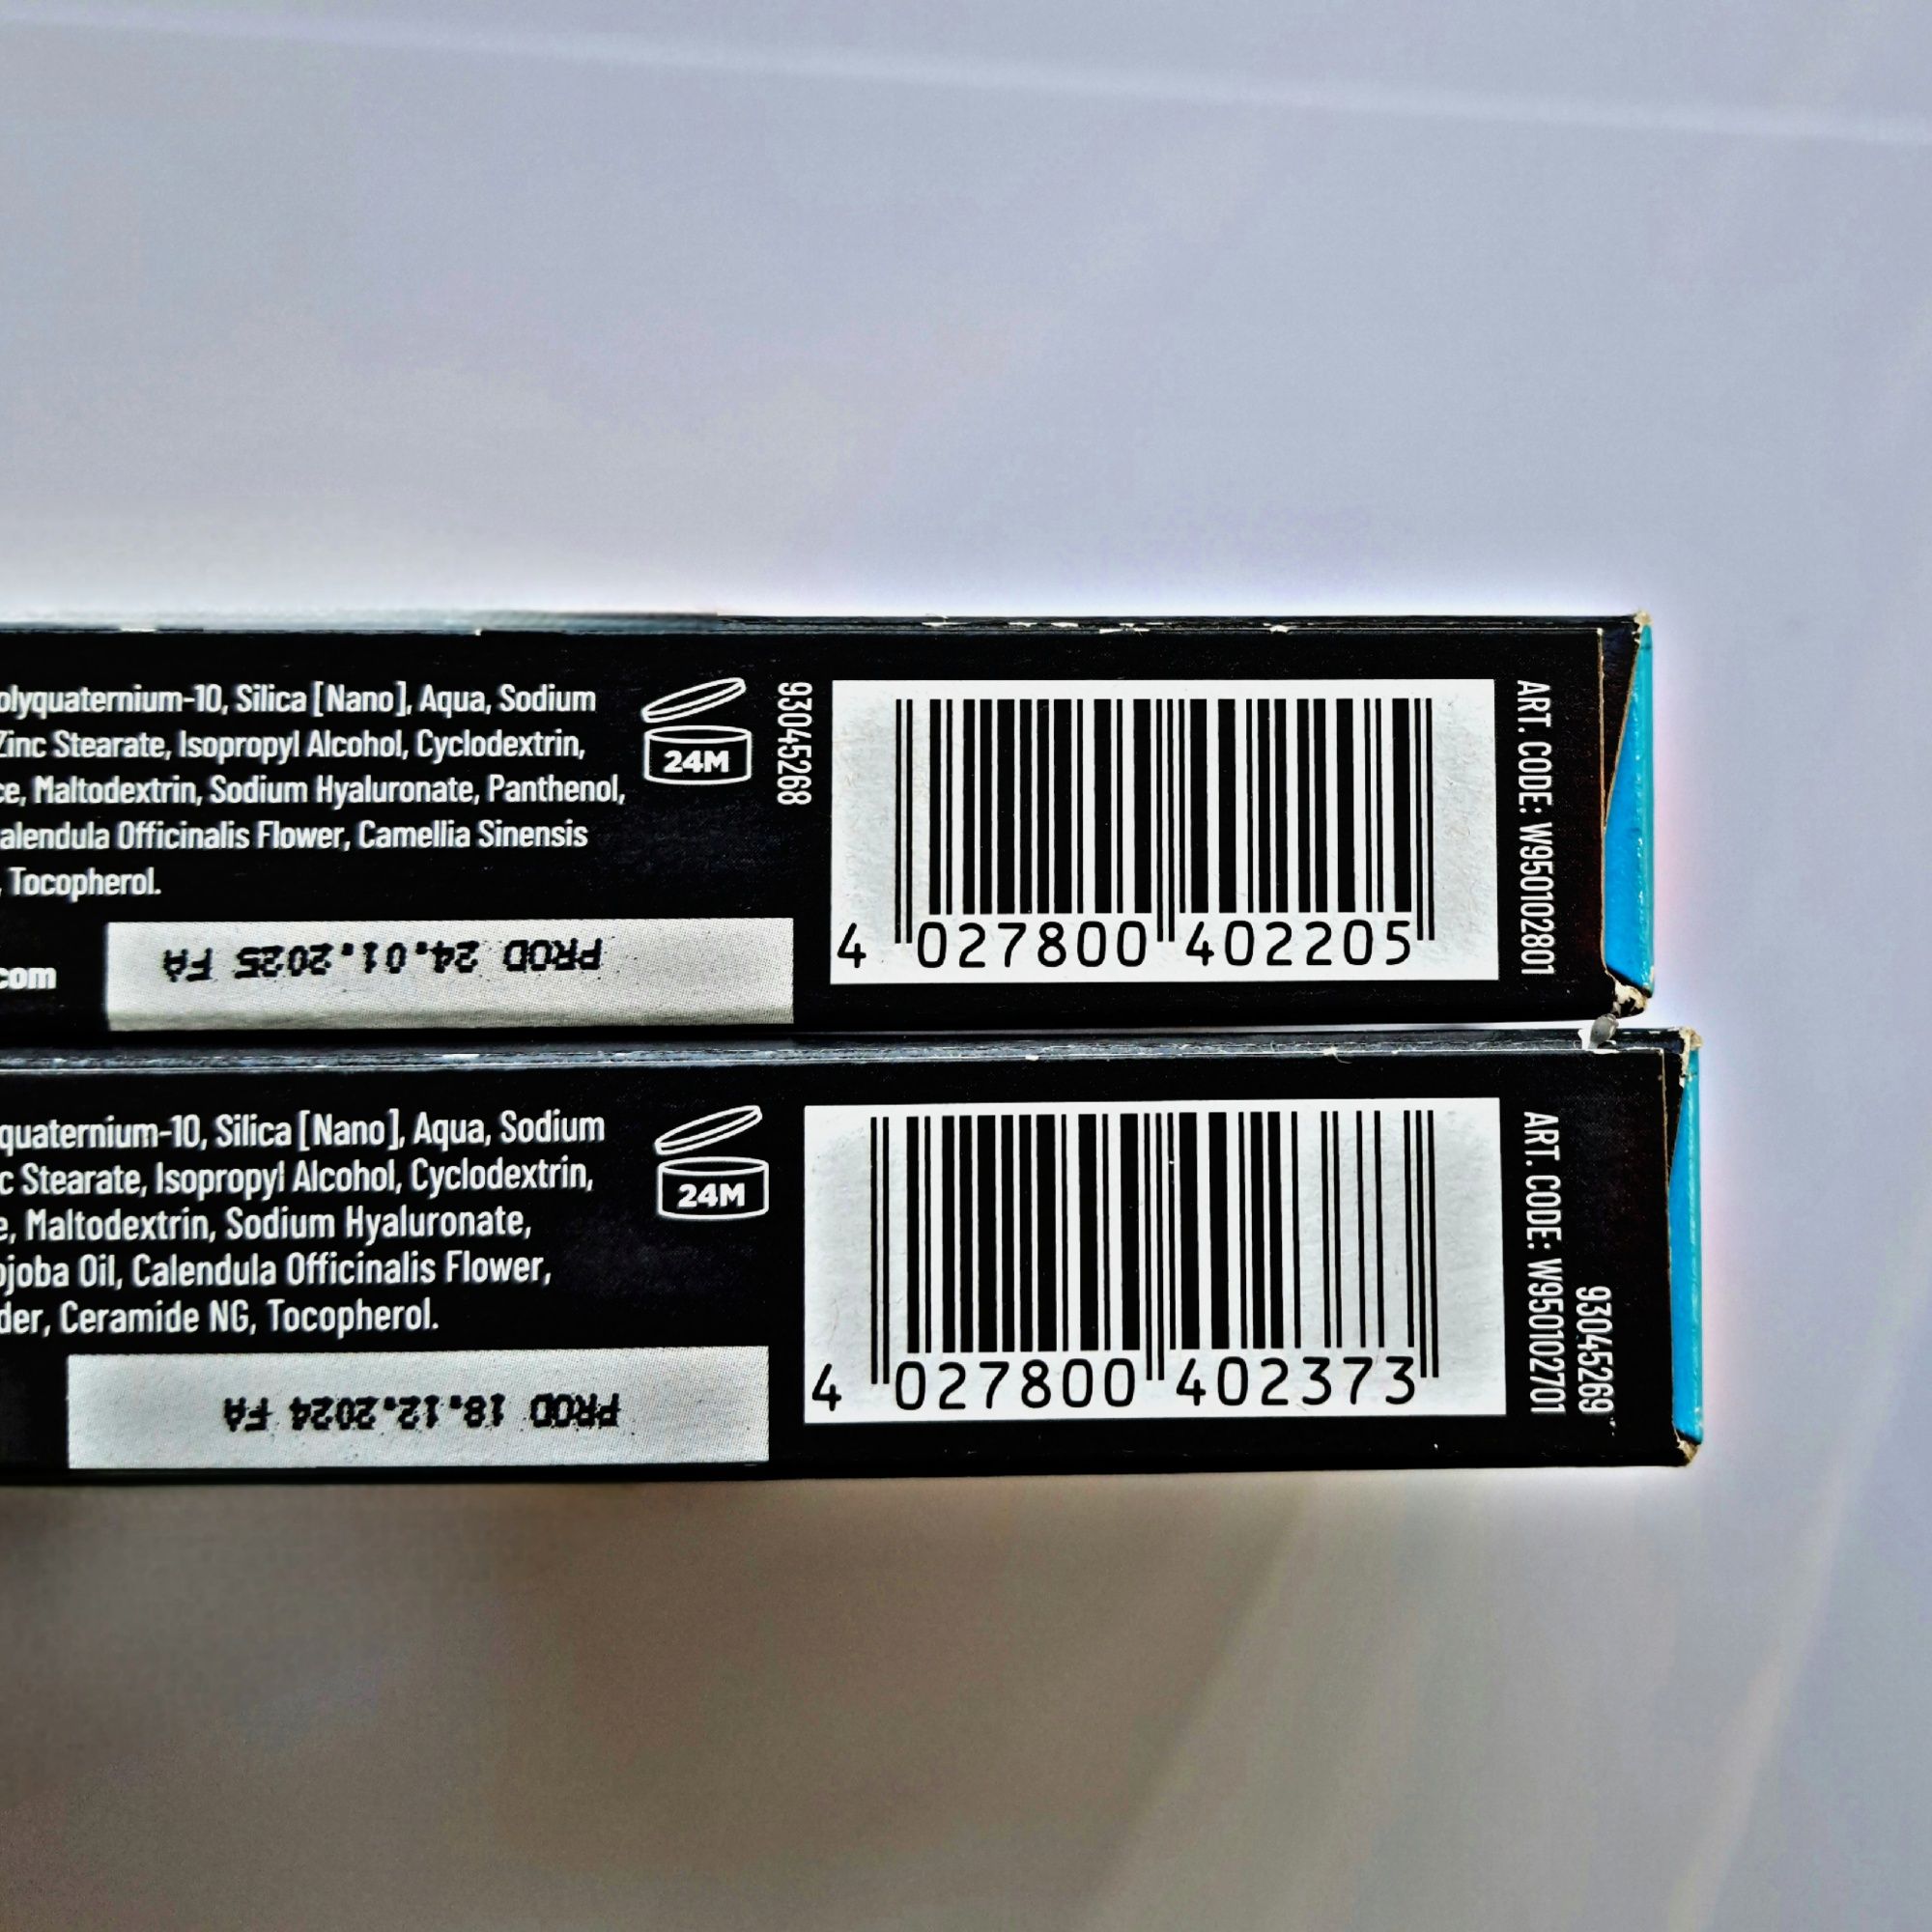 olyquaternium-10, Silica [Nano], Aqua, Sodium
Zinc Stearate, Isopropyl Alcohol, Cyclodextrin,
ce, Maltodextrin, Sodium Hyaluronate, Panthenol,
alendula Officinalis Flower, Camellia Sinensis
, Tocopherol.
com
PROD 24.01.2025 FA
24M
93045268
4 027800 402205
ART. CODE: W950102801
quaternium-10, Silica [Nano], Aqua, Sodium
c Stearate, Isopropyl Alcohol, Cyclodextrin,
e, Maltodextrin, Sodium Hyaluronate,
ojoba Oil, Calendula Officinalis Flower,
der, Ceramide NG, Tocopherol.
PROD 18.12.2024 FA
24M
4 027800 402373
ART. CODE: W950102701
93045269